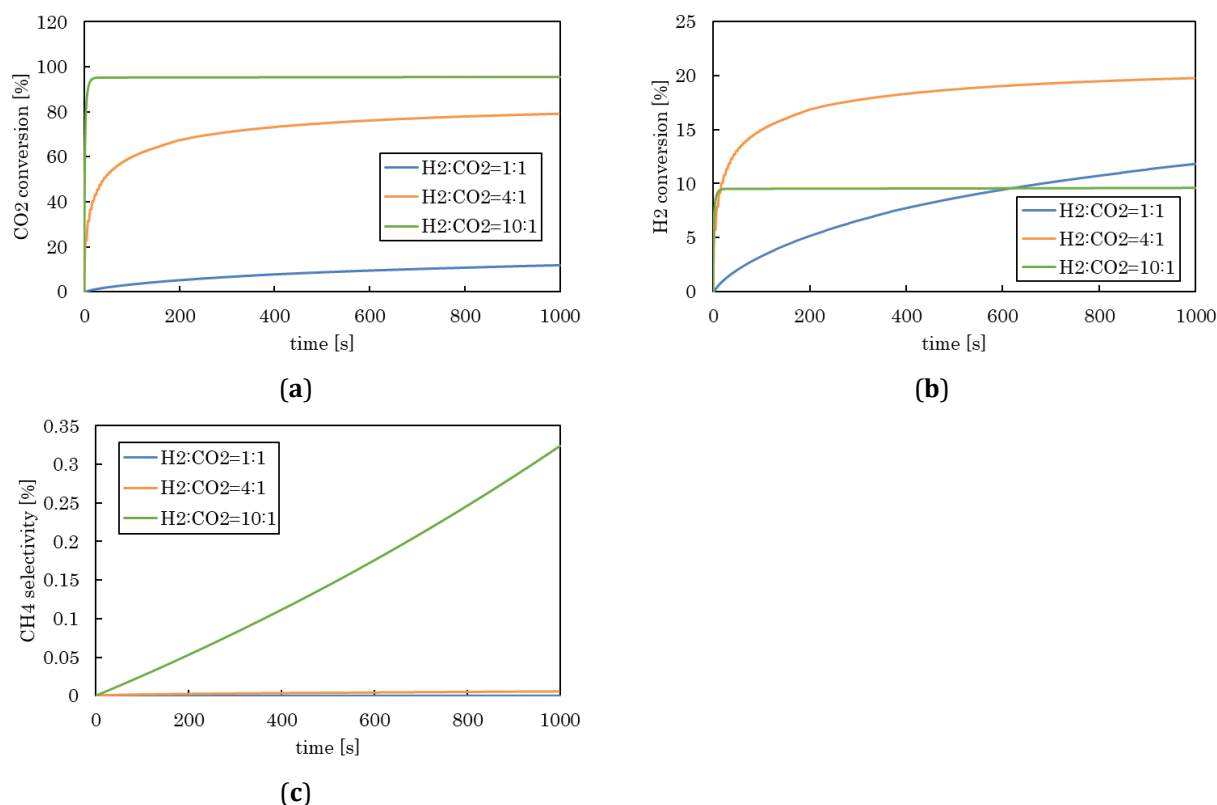 120
100
80
60
40
20
0
CO2 conversion [%]
H2:CO2=1:1
H2:CO2=4:1
H2:CO2=10:1
0 200 400 600 800 1000
time [s]
(a)
25
20
15
10
5
0
H2 conversion [%]
H2:CO2=1:1
H2:CO2=4:1
H2:CO2=10:1
0 200 400 600 800 1000
time [s]
(b)
0.35
0.3
0.25
0.2
0.15
0.1
0.05
0
CH4 selectivity [%]
H2:CO2=1:1
H2:CO2=4:1
H2:CO2=10:1
0 200 400 600 800 1000
time [s]
(c)